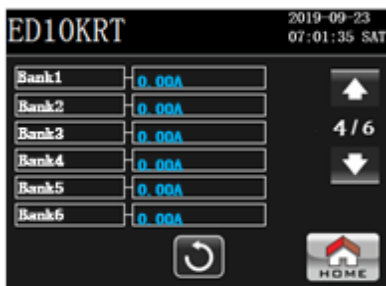 ED10KRT
2019-09-23
07:01:35 SAT
Bank1 0.00A
Bank2 0.00A
Bank3 0.00A
4/6
Bank4 0.00A
Bank5 0.00A
Bank6 0.00A
HOME